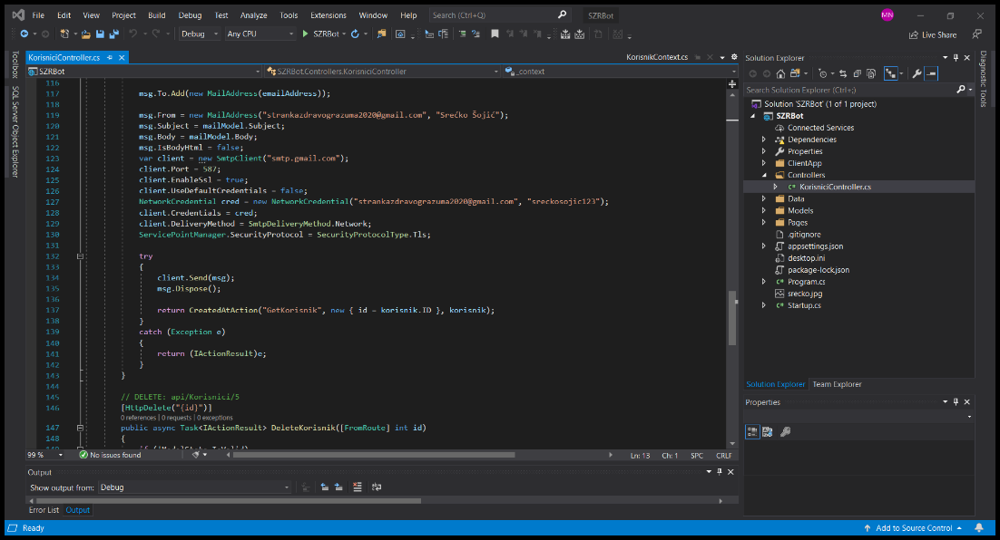 File Edit View Project Build Debug Test Analyze Tools Extensions Window Help Search (Ctrl+Q) SZRBot MN
Debug Any CPU SZRBot Live Share
KorisniciController.cs KorisnikContext.cs
SZRBot SZRBot.Controllers.KorisniciController _context
116
117 msg.To.Add(new MailAddress(emailAddress));
118
119 msg.From = new MailAddress("strankazdravograzuma2020@gmail.com", "Srećko Šojić");
120 msg.Subject = mailModel.Subject;
121 msg.Body = mailModel.Body;
122 msg.IsBodyHtml = false;
123 var client = new SmtpClient("smtp.gmail.com");
124 client.Port = 587;
125 client.EnableSsl = true;
126 client.UseDefaultCredentials = false;
127 NetworkCredential cred = new NetworkCredential("strankazdravograzuma2020@gmail.com", "sreckosojic123");
128 client.Credentials = cred;
129 client.DeliveryMethod = SmtpDeliveryMethod.Network;
130 ServicePointManager.SecurityProtocol = SecurityProtocolType.Tls;
131
132 try
133 {
134 client.Send(msg);
135 msg.Dispose();
136
137 return CreatedAtAction("GetKorisnik", new { id = korisnik.ID }, korisnik);
138 }
139 catch (Exception e)
140 {
141 return (IActionResult)e;
142 }
143 }
144
145 // DELETE: api/Korisnici/5
146 [HttpDelete("{id}")]
0 references | 0 requests | 0 exceptions
147 public async Task<IActionResult> DeleteKorisnik([FromRoute] int id)
148 {
99 % No issues found Ln: 13 Ch: 1 SPC CRLF
Output
Show output from: Debug
Error List Output
Toolbox
SQL Server Object Explorer
Solution Explorer
Search Solution Explorer (Ctrl+;)
Solution 'SZRBot' (1 of 1 project)
SZRBot
Connected Services
Dependencies
Properties
ClientApp
Controllers
C# KorisniciController.cs
Data
Models
Pages
.gitignore
appsettings.json
desktop.ini
package-lock.json
C# Program.cs
srecko.jpg
C# Startup.cs
Solution Explorer Team Explorer
Properties
Diagnostic Tools
Ready Add to Source Control